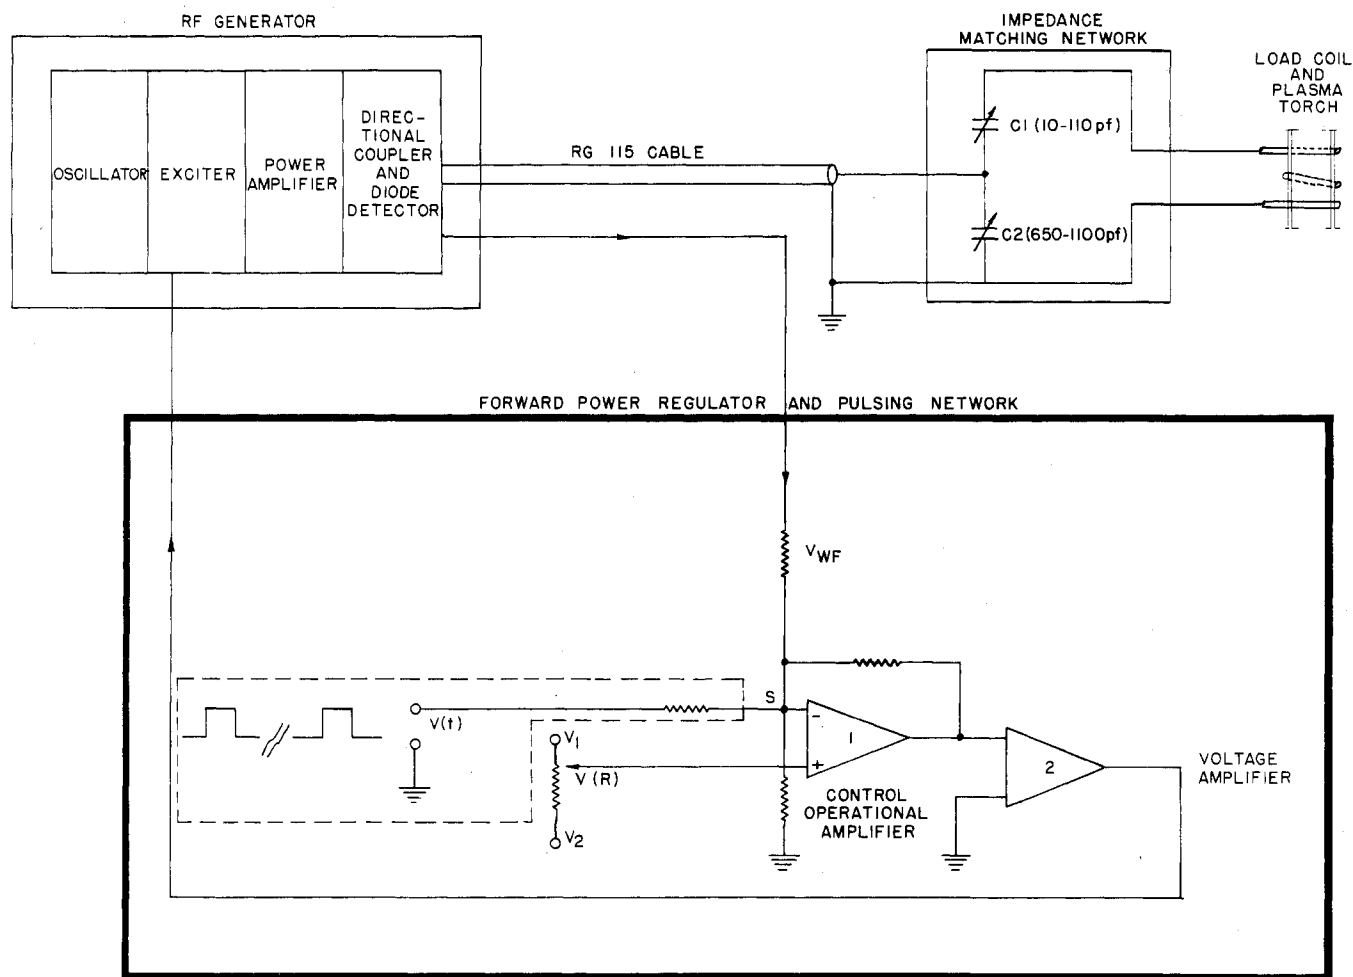 RF GENERATOR
IMPEDANCE
MATCHING NETWORK
LOAD COIL
AND
PLASMA
TORCH
OSCILLATOR
EXCITER
POWER
AMPLIFIER
DIREC-
TIONAL
COUPLER
AND
DIODE
DETECTOR
RG 115 CABLE
C1 (10-110pf)
C2(650-1100pf)
FORWARD POWER REGULATOR AND PULSING NETWORK
VWF
V(t)
S
V1
V(R)
V2
-
1
+
2
CONTROL
OPERATIONAL
AMPLIFIER
VOLTAGE
AMPLIFIER